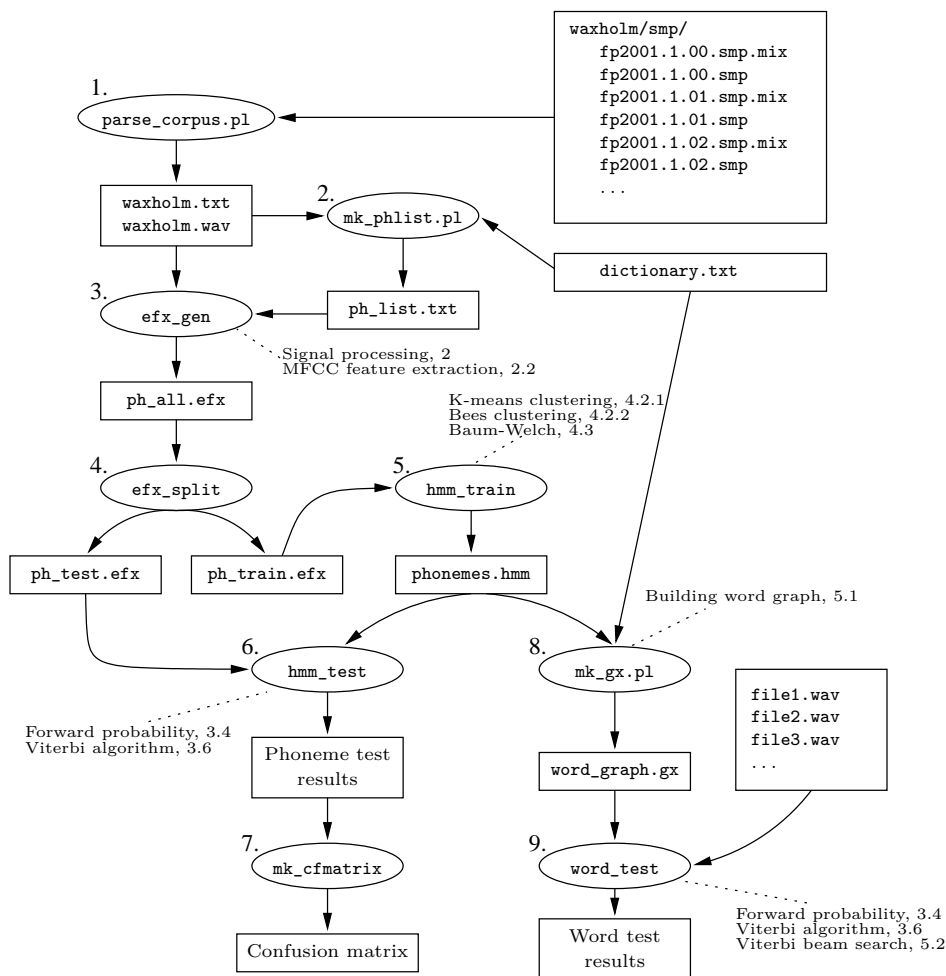 waxholm/smp/
fp2001.1.00.smp.mix
fp2001.1.00.smp
fp2001.1.01.smp.mix
fp2001.1.01.smp
fp2001.1.02.smp.mix
fp2001.1.02.smp
...
1.
parse_corpus.pl
waxholm.txt
waxholm.wav
2.
mk_phlist.pl
dictionary.txt
3.
efx_gen
ph_list.txt
Signal processing, 2
MFCC feature extraction, 2.2
ph_all.efx
K-means clustering, 4.2.1
Bees clustering, 4.2.2
Baum-Welch, 4.3
4.
efx_split
5.
hmm_train
ph_test.efx
ph_train.efx
phonemes.hmm
Building word graph, 5.1
6.
hmm_test
8.
mk_gx.pl
file1.wav
file2.wav
file3.wav
...
Forward probability, 3.4
Viterbi algorithm, 3.6
Phoneme test
results
word_graph.gx
7.
mk_cfmatrix
9.
word_test
Forward probability, 3.4
Viterbi algorithm, 3.6
Viterbi beam search, 5.2
Confusion matrix
Word test
results